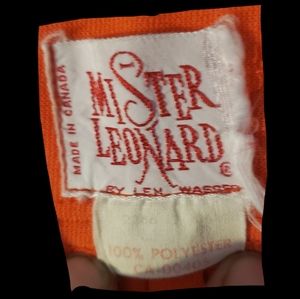 MADE IN CANADA
MISTER
LEONARD
®
BY LEN WASSER
100% POLYESTER